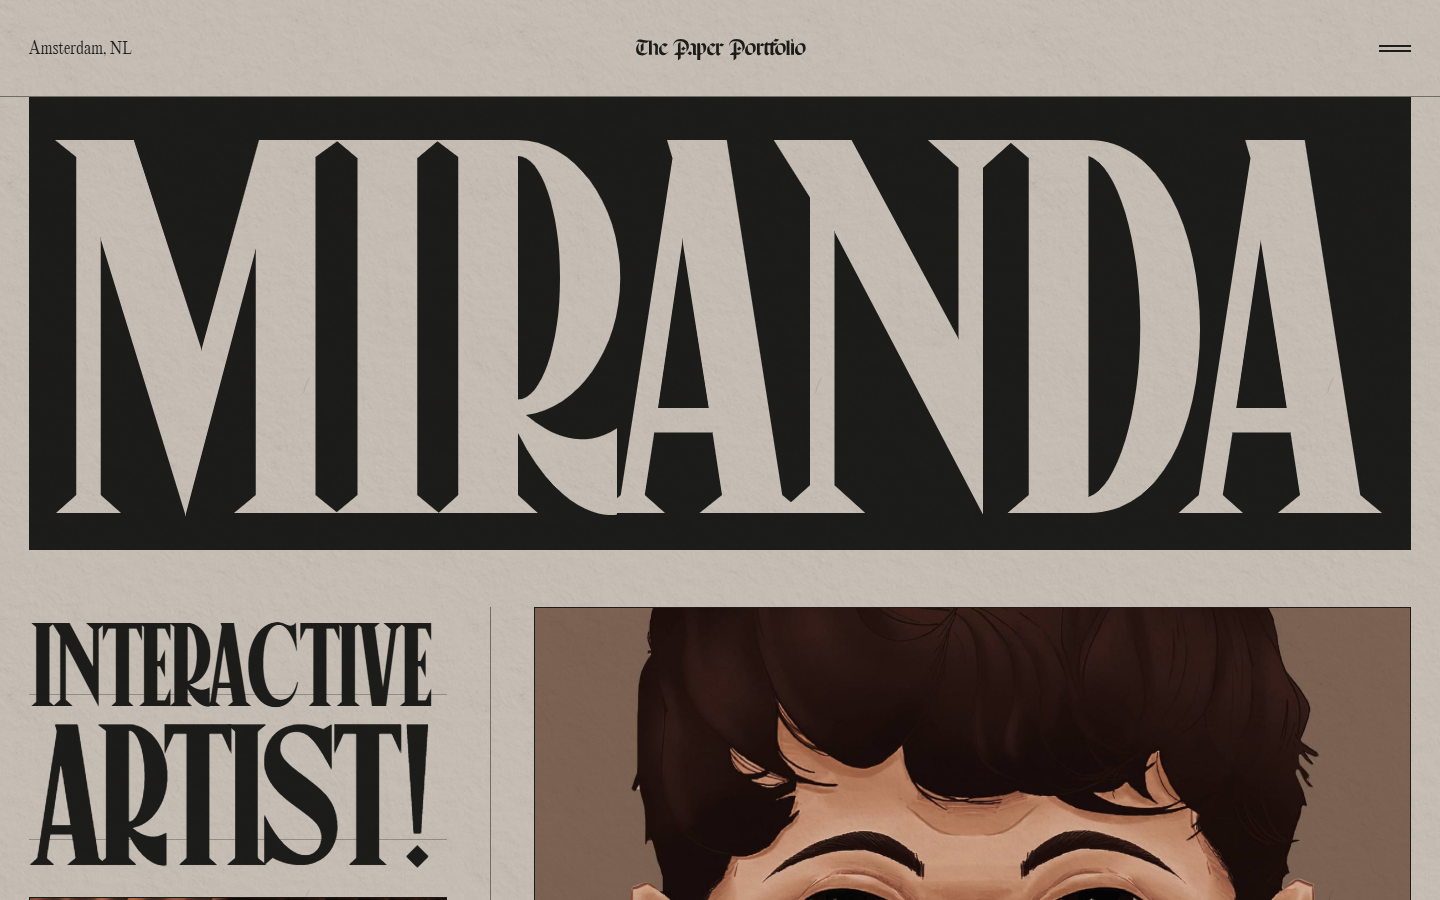 Amsterdam, NL
The Paper Portfolio
MIRANDA
INTERACTIVE
ARTIST!